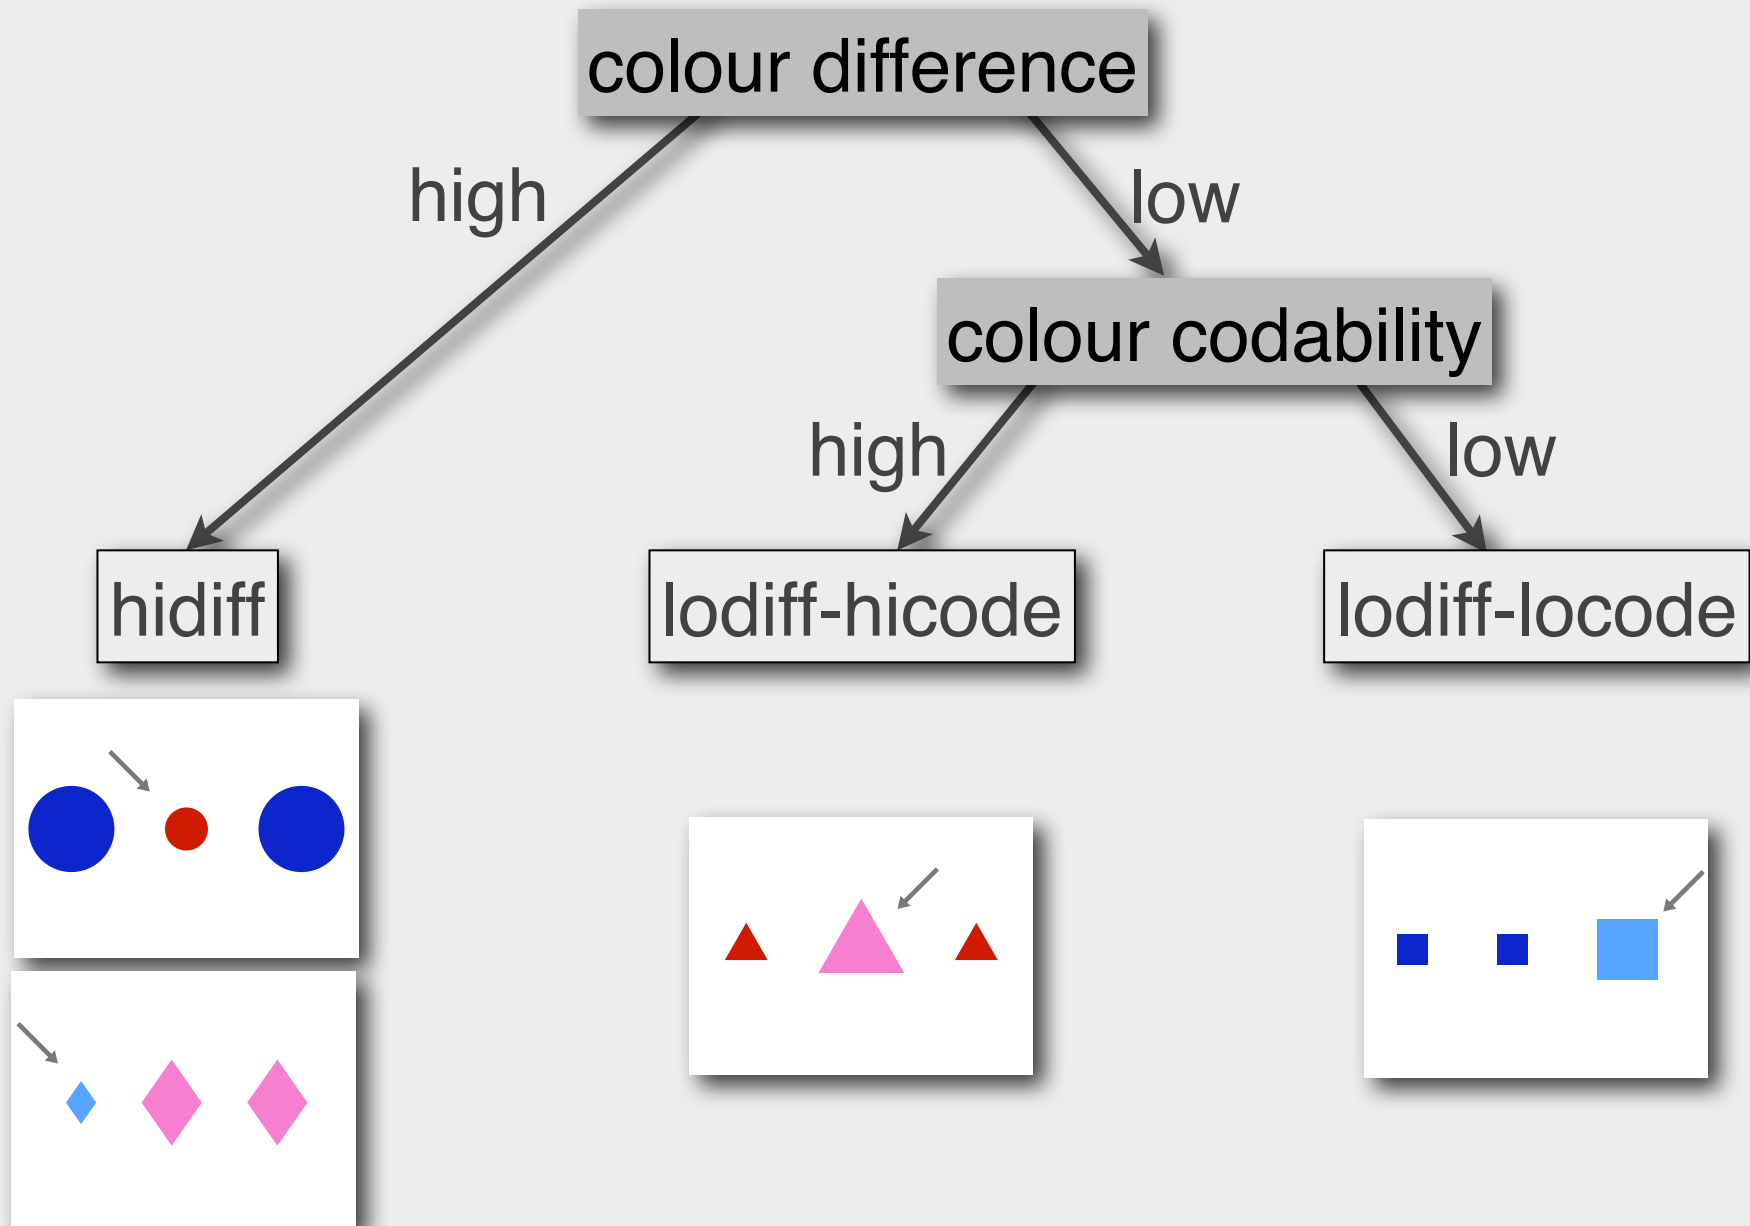 colour difference
high
low
colour codability
high
low
hidiff
lodiff-hicode
lodiff-locode